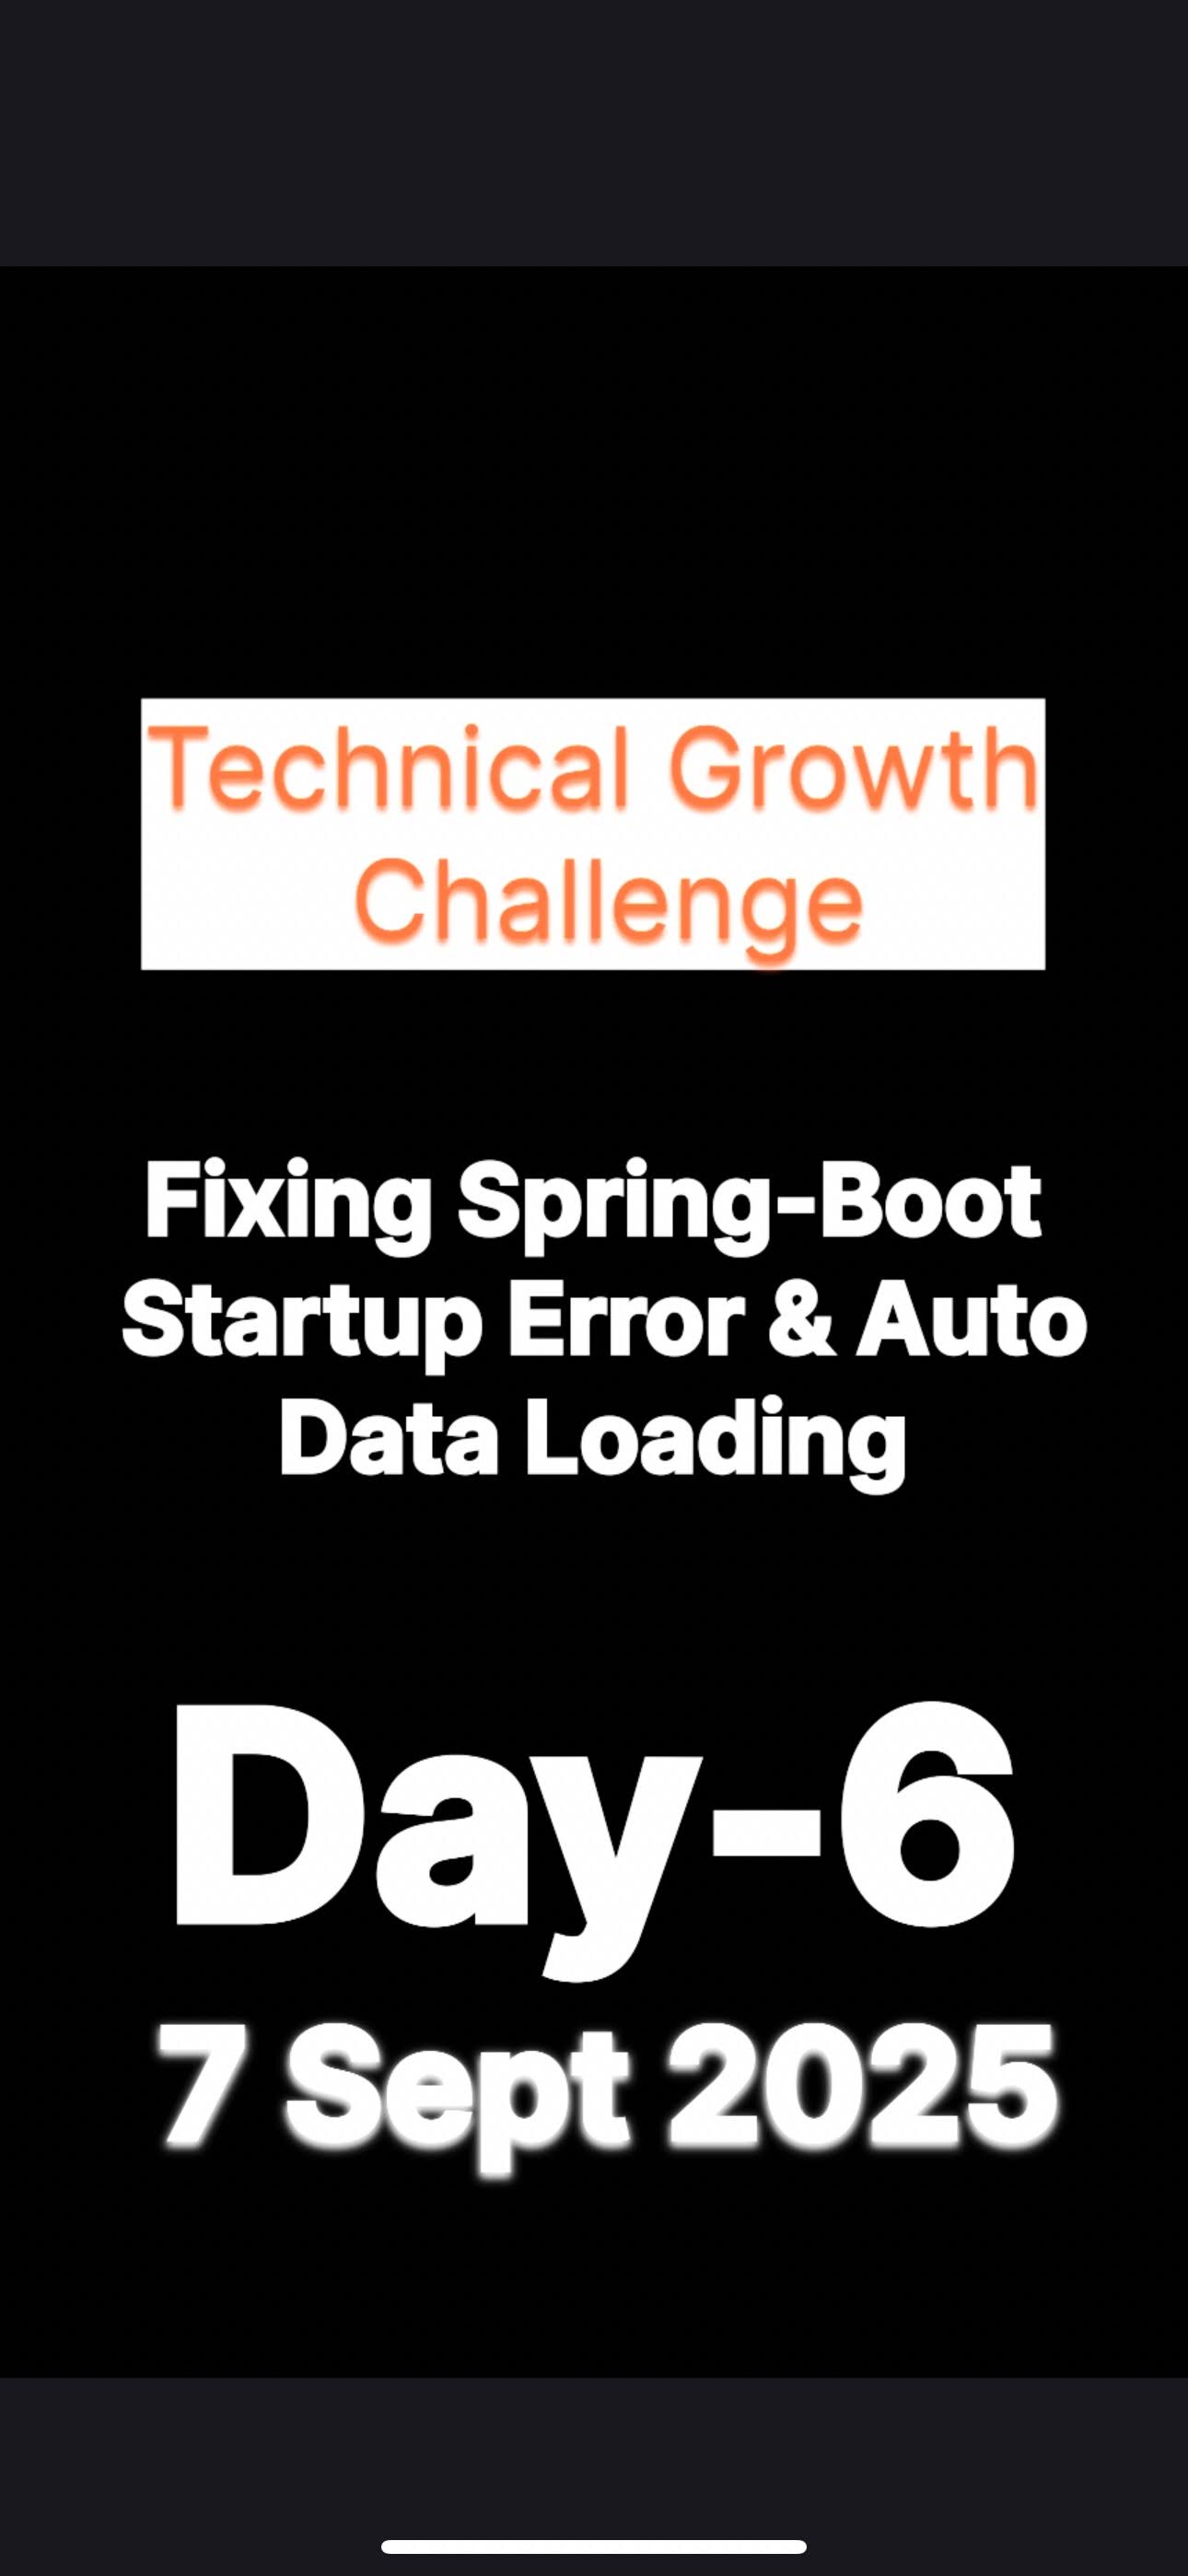 Technical Growth
Challenge
Fixing Spring-Boot
Startup Error & Auto
Data Loading
Day-6
7 Sept 2025